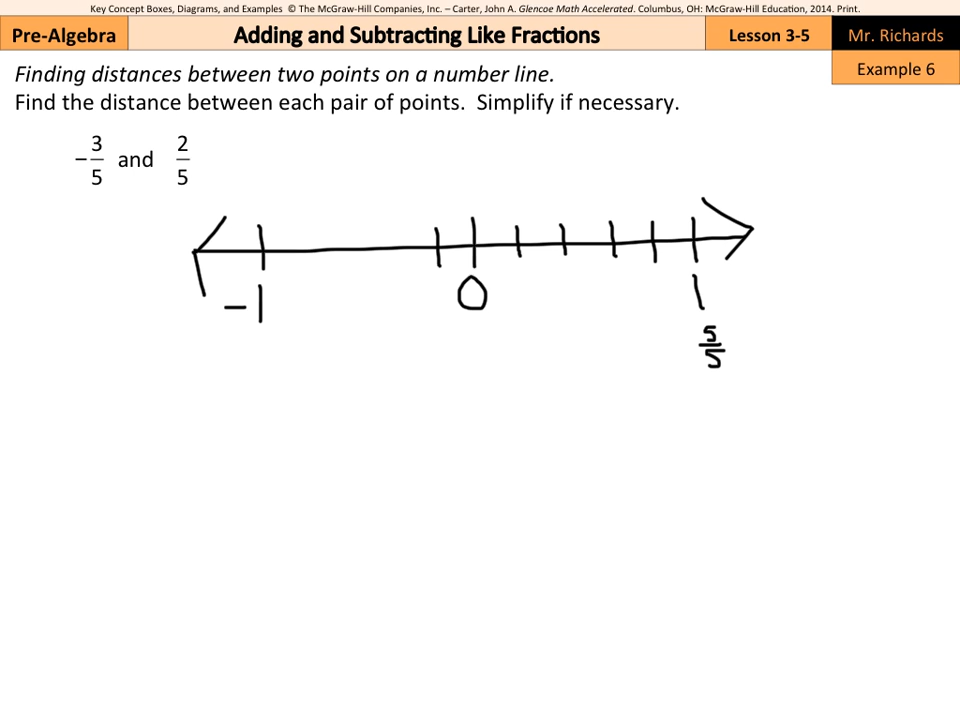 Key Concept Boxes, Diagrams, and Examples © The McGraw-Hill Companies, Inc. – Carter, John A. Glencoe Math Accelerated. Columbus, OH: McGraw-Hill Education, 2014. Print.
Pre-Algebra Adding and Subtracting Like Fractions Lesson 3-5 Mr. Richards
Example 6
Finding distances between two points on a number line.
Find the distance between each pair of points. Simplify if necessary.
-3/5 and 2/5
-1 0 1
5/5